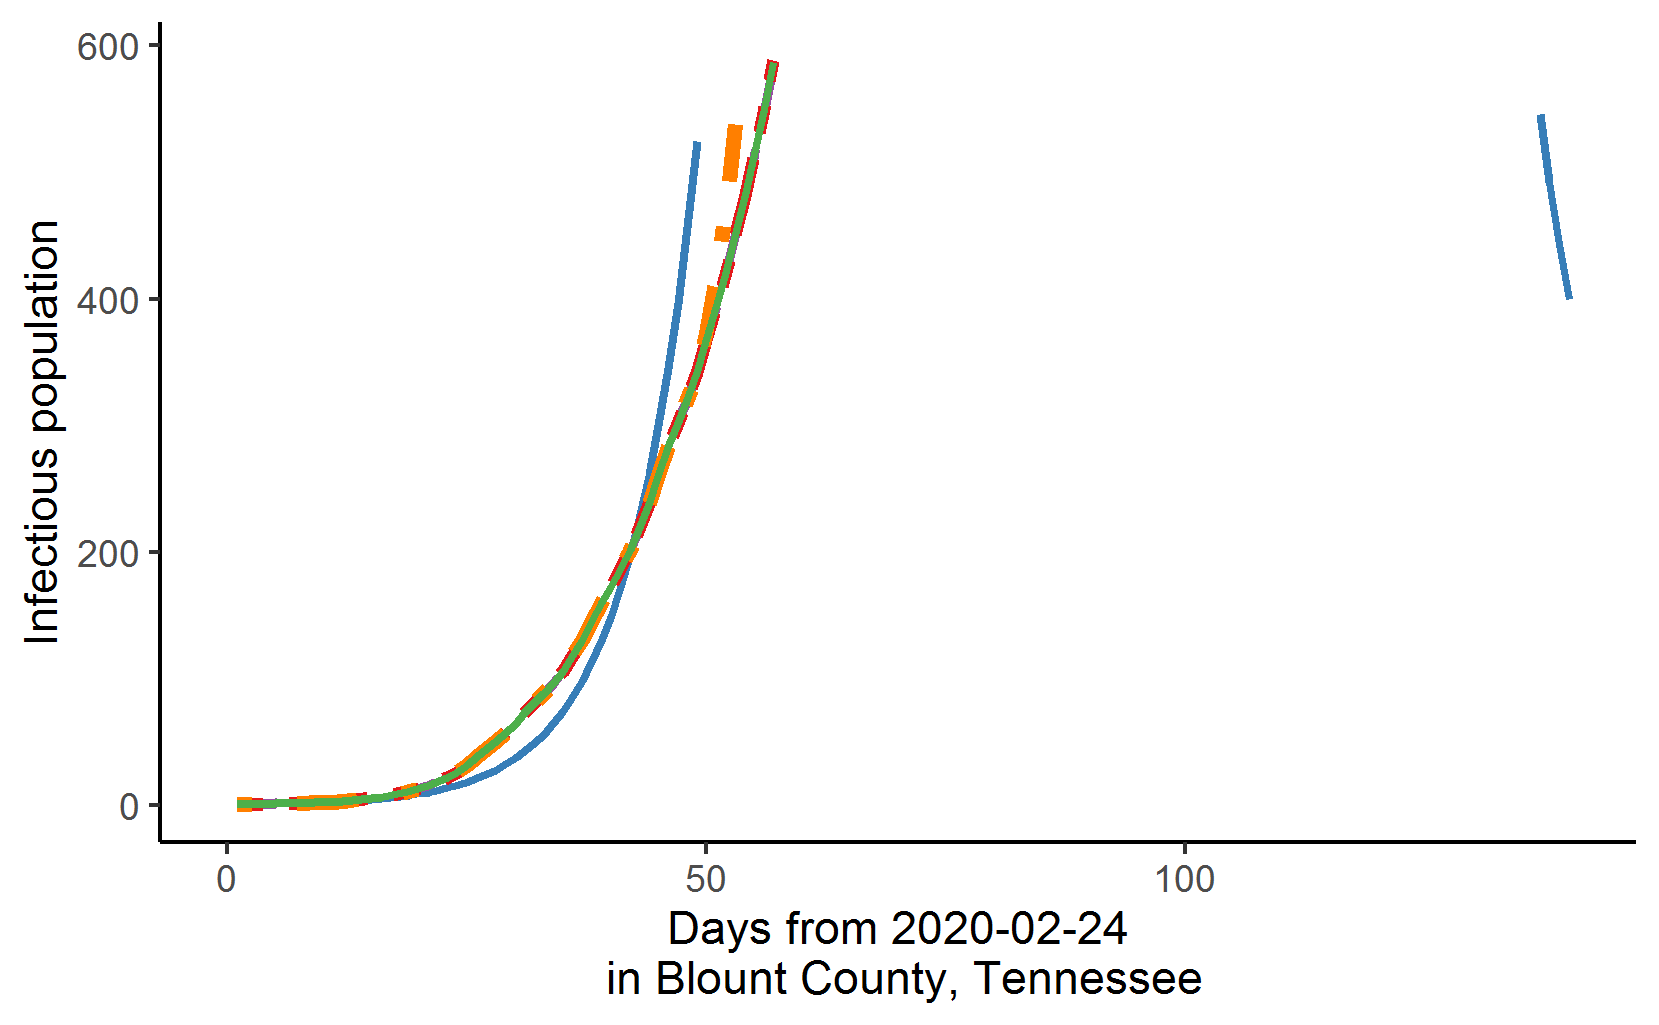 600
400
200
0
Infectious population
0 50 100
Days from 2020-02-24
in Blount County, Tennessee